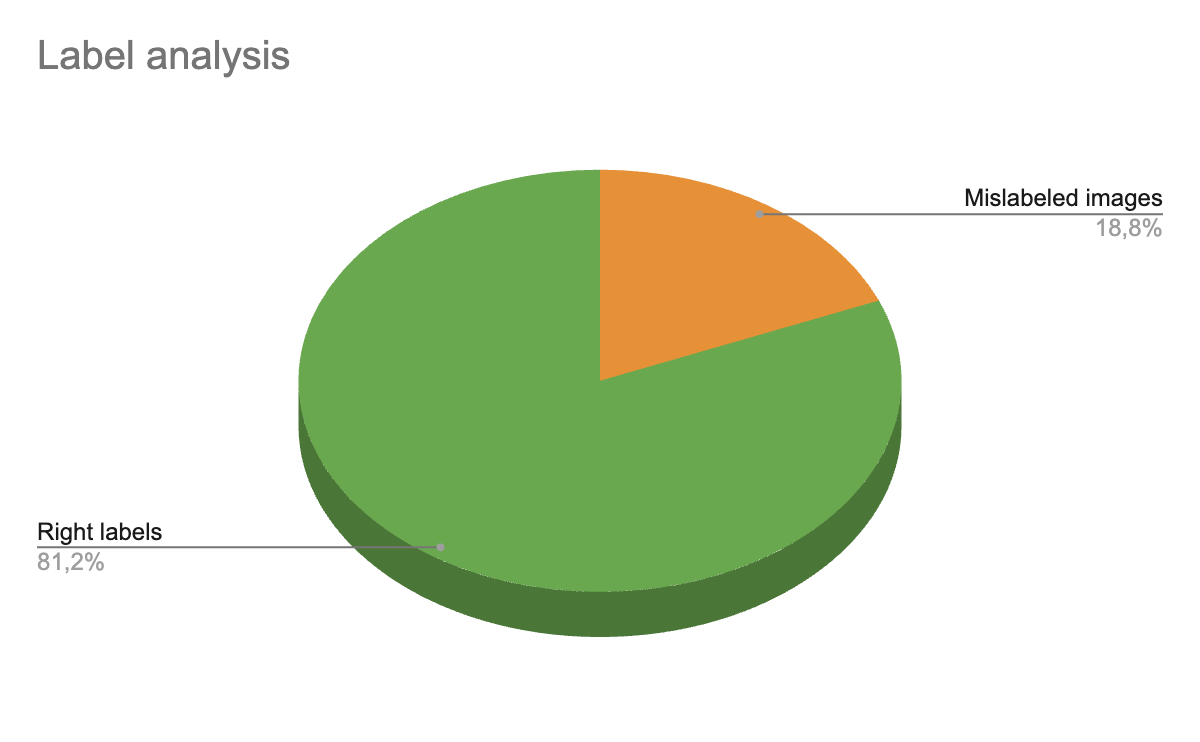 Label analysis
Mislabeled images
18,8%
Right labels
81,2%